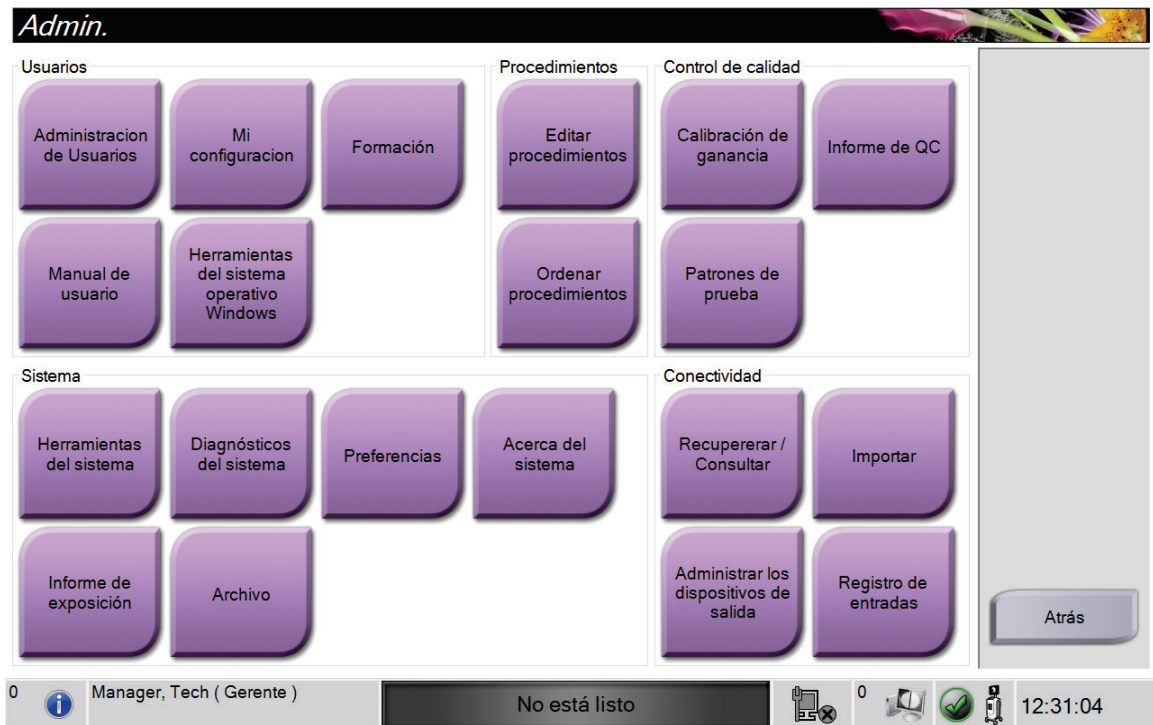 Admin.
Usuarios
Administracion
de Usuarios
Mi
configuracion
Formación
Manual de
usuario
Herramientas
del sistema
operativo
Windows
Procedimientos
Editar
procedimientos
Ordenar
procedimientos
Control de calidad
Calibración de
ganancia
Informe de QC
Patrones de
prueba
Sistema
Herramientas
del sistema
Diagnósticos
del sistema
Preferencias
Acerca del
sistema
Informe de
exposición
Archivo
Conectividad
Recupererar /
Consultar
Importar
Administrar los
dispositivos de
salida
Registro de
entradas
Atrás
0
Manager, Tech ( Gerente )
No está listo
0
12:31:04